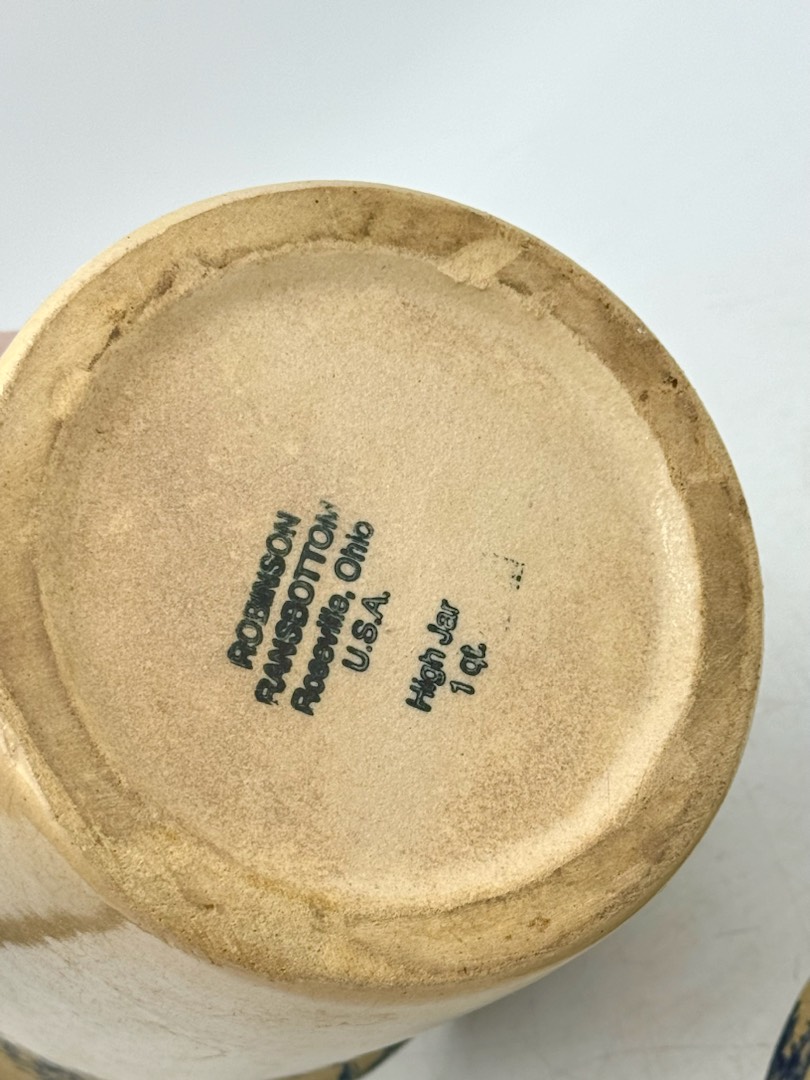 ROBINSON
RANSBOTTOM
Roseville, Ohio
U.S.A.
High Jar
1 qt.